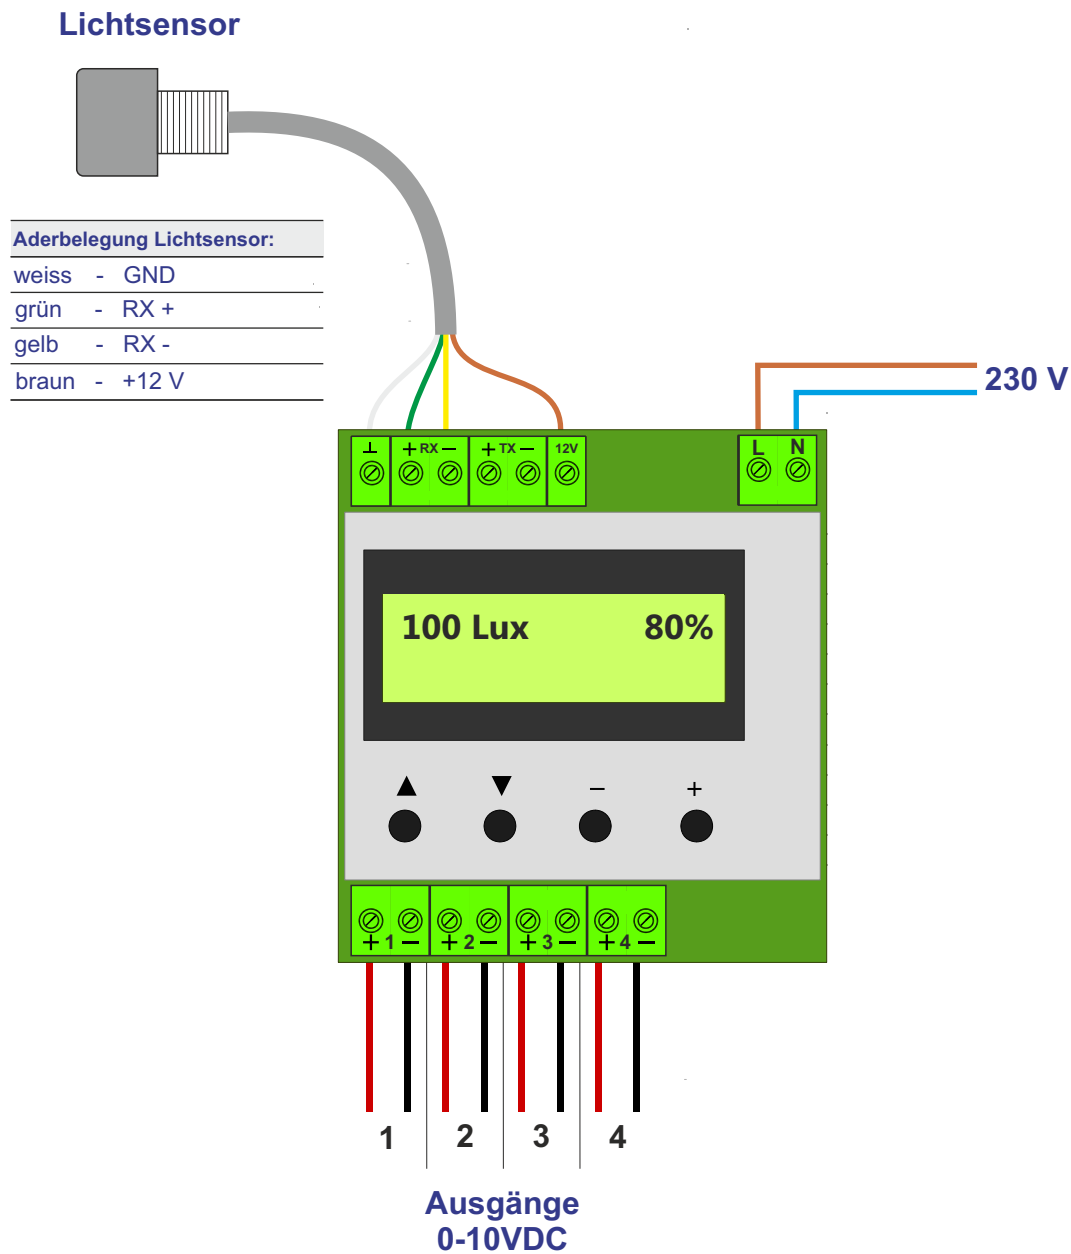 Lichtsensor
Aderbelegung Lichtsensor:
weiss - GND
grün - RX +
gelb - RX -
braun - +12 V
230 V
⊥ + RX – + TX – 12V
L N
100 Lux 80%
▲ ▼ – +
+ 1 – + 2 – + 3 – + 4 –
1 2 3 4
Ausgänge
0-10VDC